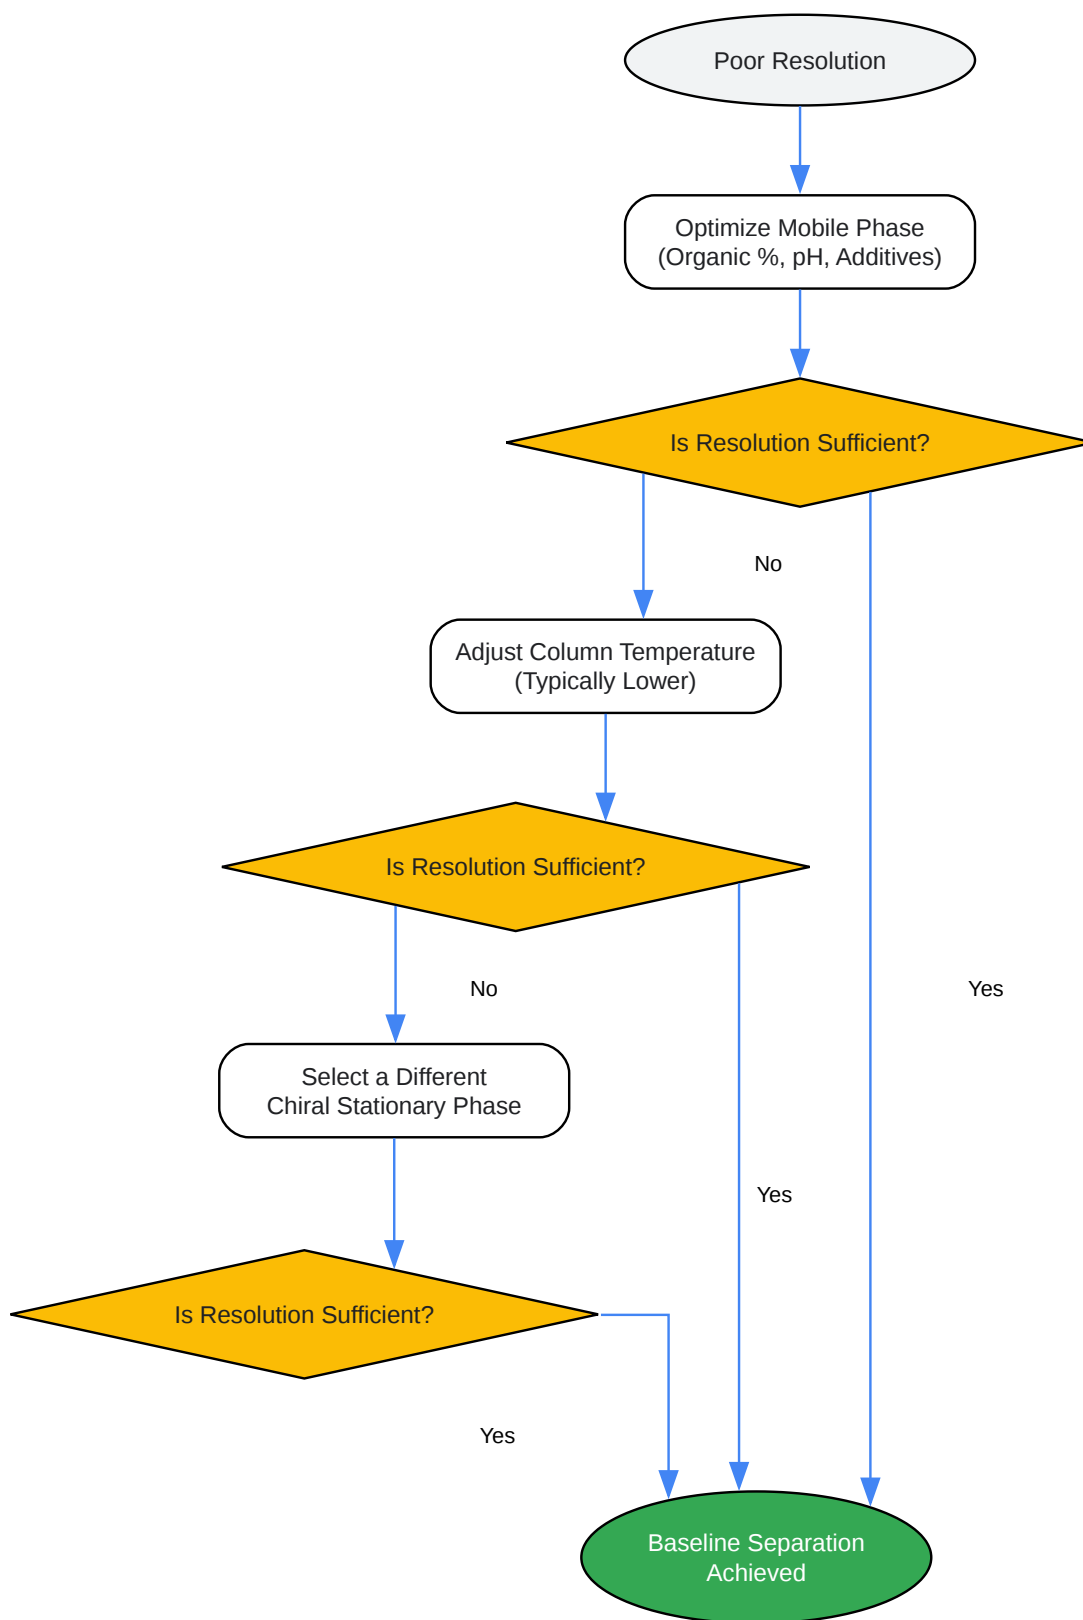 Poor Resolution
Optimize Mobile Phase
(Organic %, pH, Additives)
Is Resolution Sufficient?
No
Adjust Column Temperature
(Typically Lower)
Is Resolution Sufficient?
No
Yes
Select a Different
Chiral Stationary Phase
Yes
Is Resolution Sufficient?
Yes
Baseline Separation
Achieved